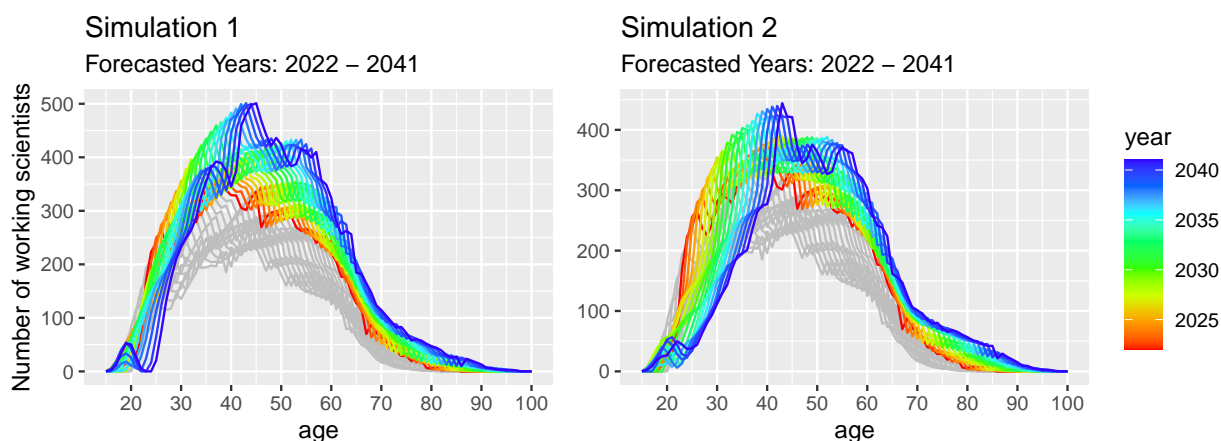 Simulation 1
Forecasted Years: 2022 − 2041
Number of working scientists
500
400
300
200
100
0
20 30 40 50 60 70 80 90 100
age
Simulation 2
Forecasted Years: 2022 − 2041
400
300
200
100
0
20 30 40 50 60 70 80 90 100
age
year
2040
2035
2030
2025